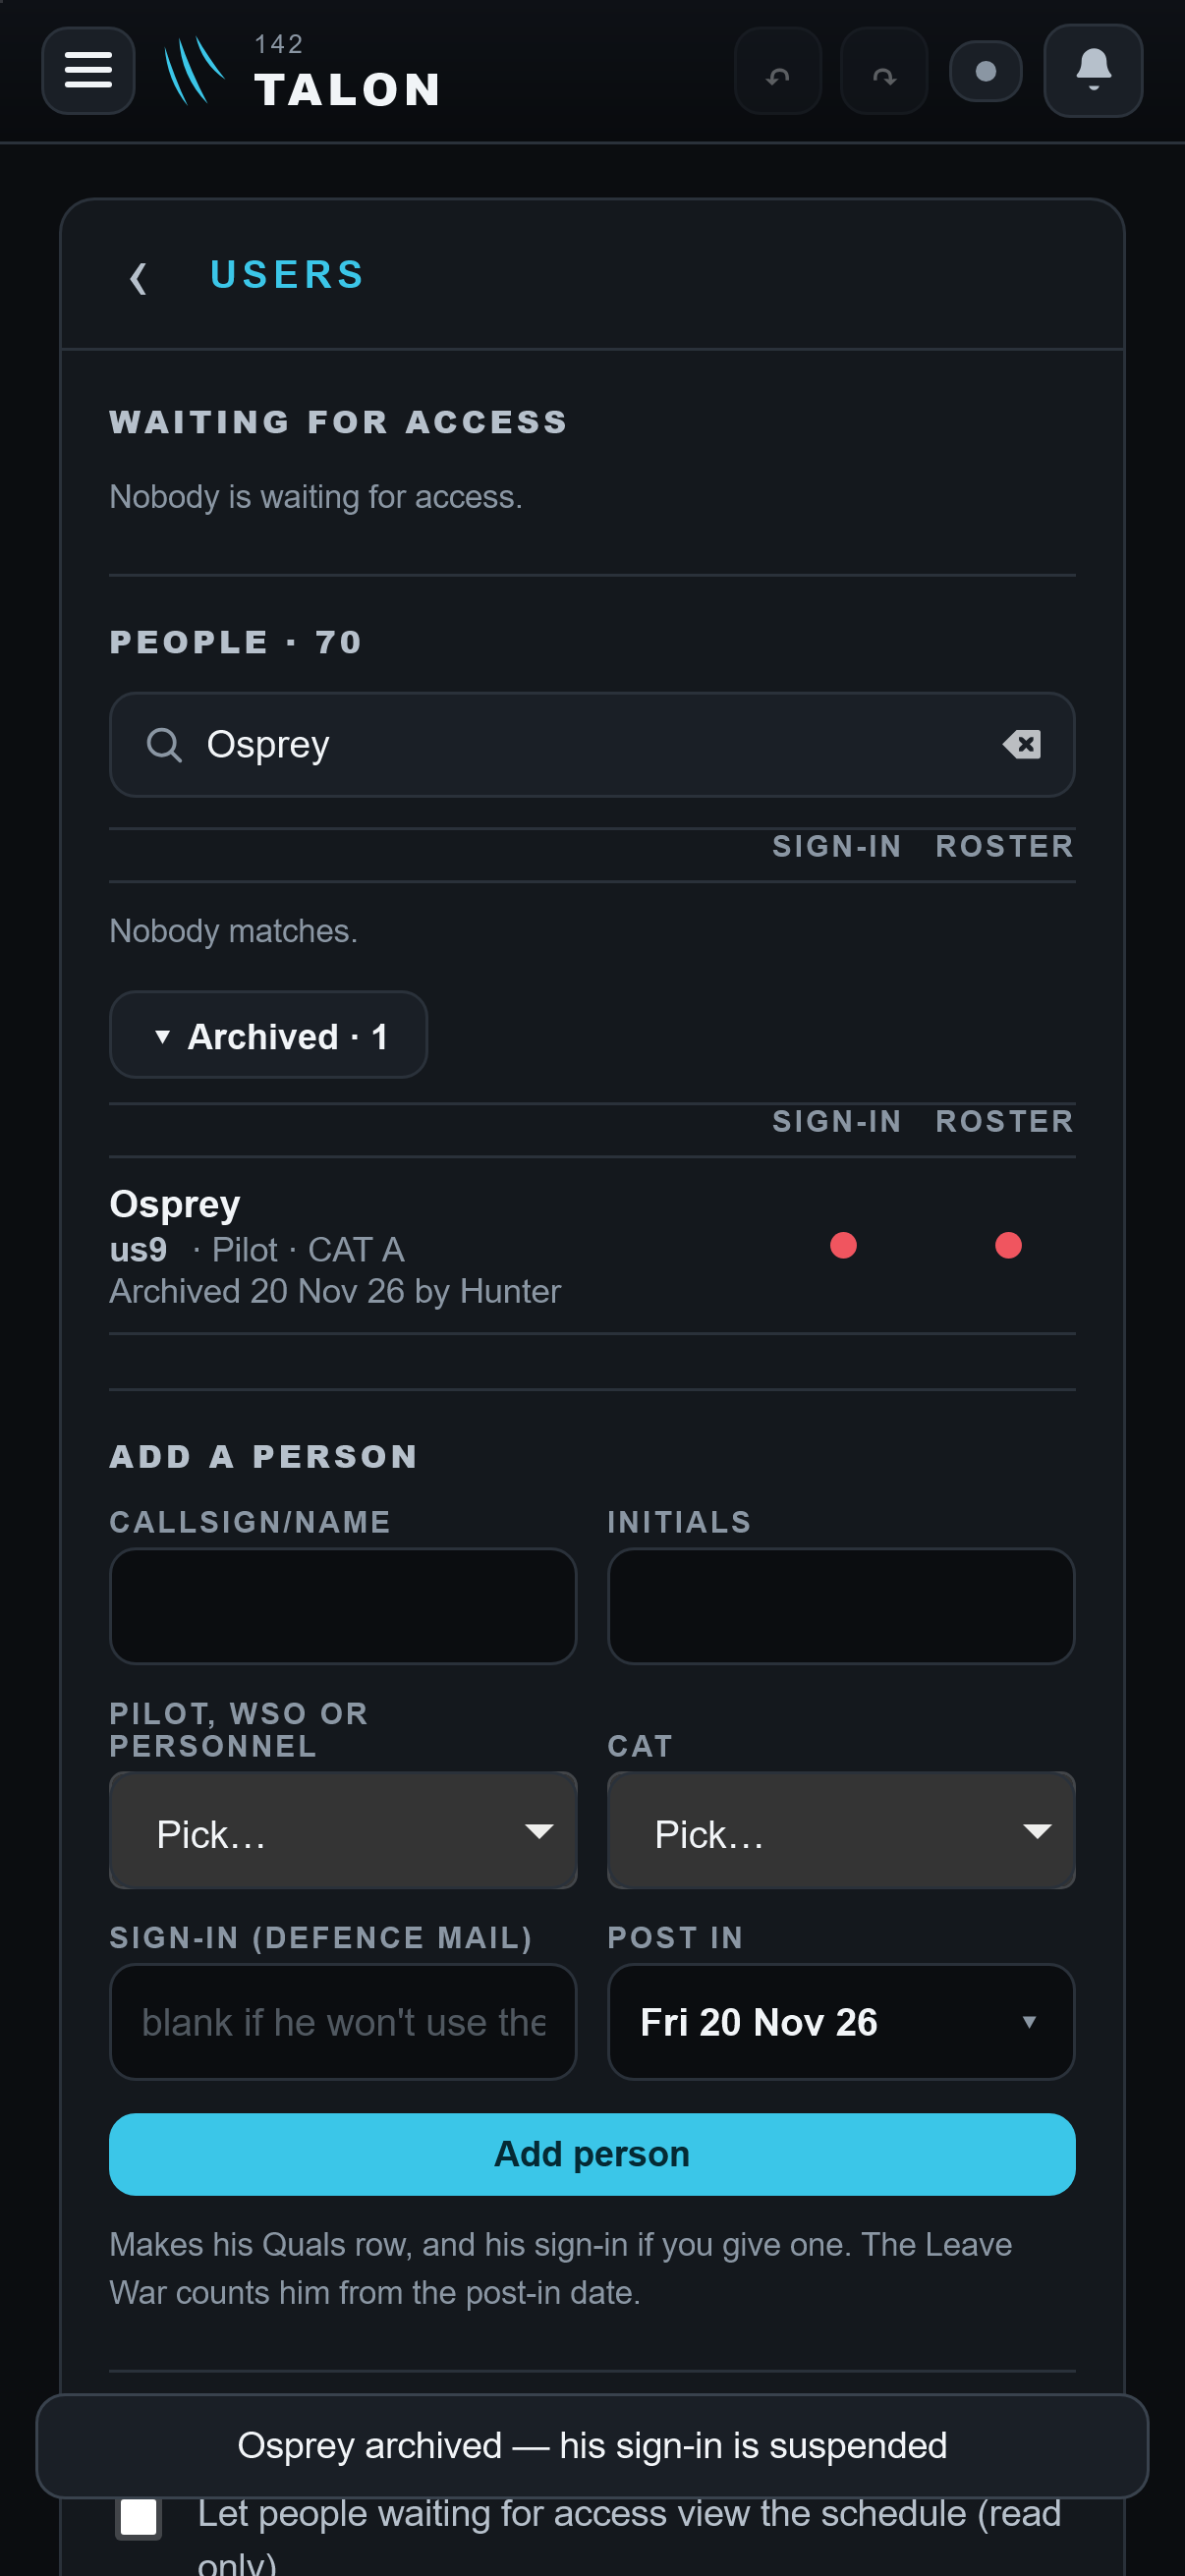 142
TALON
USERS
WAITING FOR ACCESS
Nobody is waiting for access.
PEOPLE · 70
Osprey
SIGN-IN ROSTER
Nobody matches.
Archived · 1
SIGN-IN ROSTER
Osprey
us9 · Pilot · CAT A
Archived 20 Nov 26 by Hunter
ADD A PERSON
CALLSIGN/NAME INITIALS
PILOT, WSO OR
PERSONNEL CAT
Pick... Pick...
SIGN-IN (DEFENCE MAIL) POST IN
blank if he won't use the Fri 20 Nov 26
Add person
Makes his Quals row, and his sign-in if you give one. The Leave
War counts him from the post-in date.
Osprey archived — his sign-in is suspended
Let people waiting for access view the schedule (read
only)